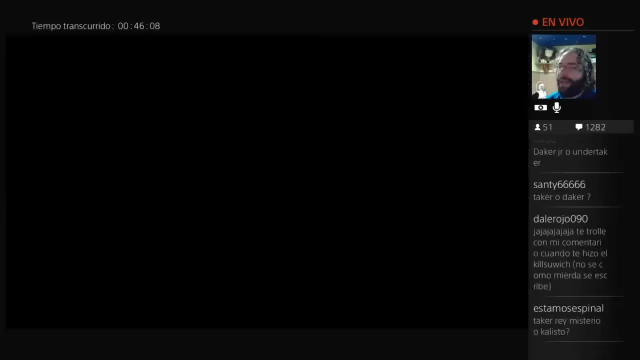 Tiempo transcurrido: 00:46:08
EN VIVO
51
1282
Daker jr o undertak
er
santy66666
taker o daker ?
dalerojo090
jajajajajaja te trolle
con mi comentari
o cuando te hizo el
killsuwich (no se c
omo mierda se esc
ribe)
estamosespinal
taker rey misterio
o kalisto?